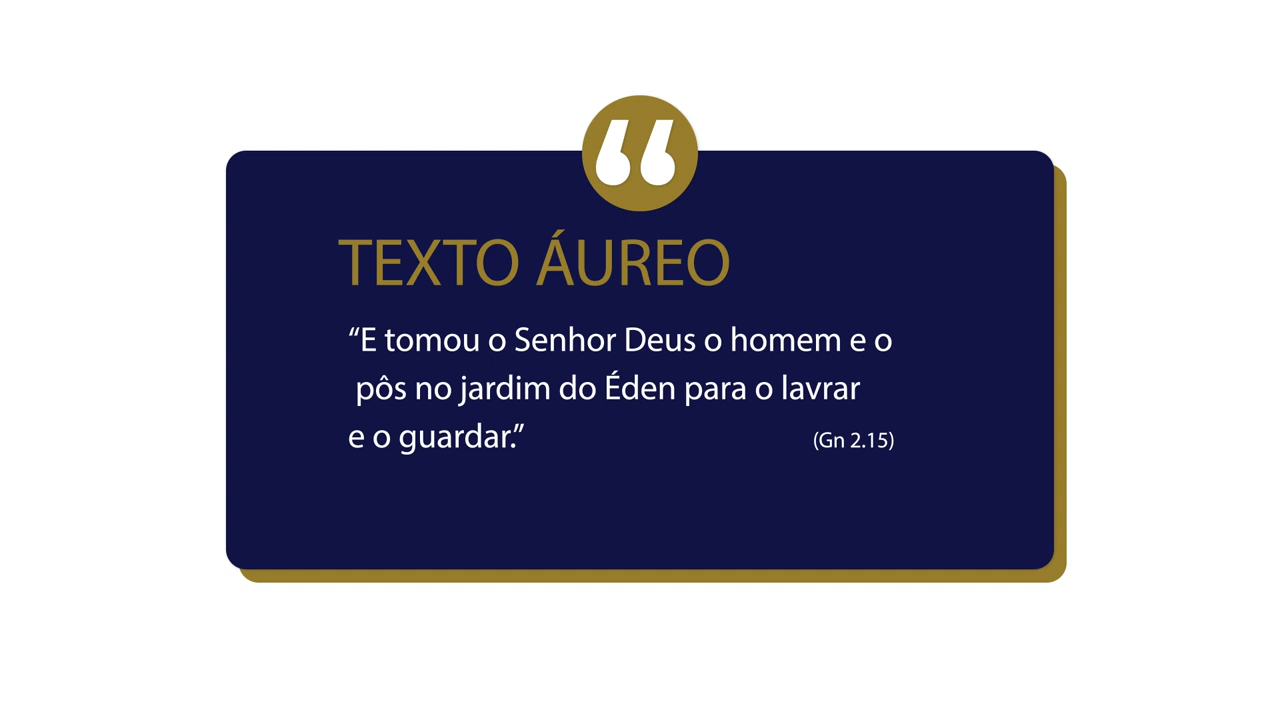 TEXTO ÁUREO
“E tomou o Senhor Deus o homem e o
pôs no jardim do Éden para o lavrar
e o guardar.” (Gn 2.15)